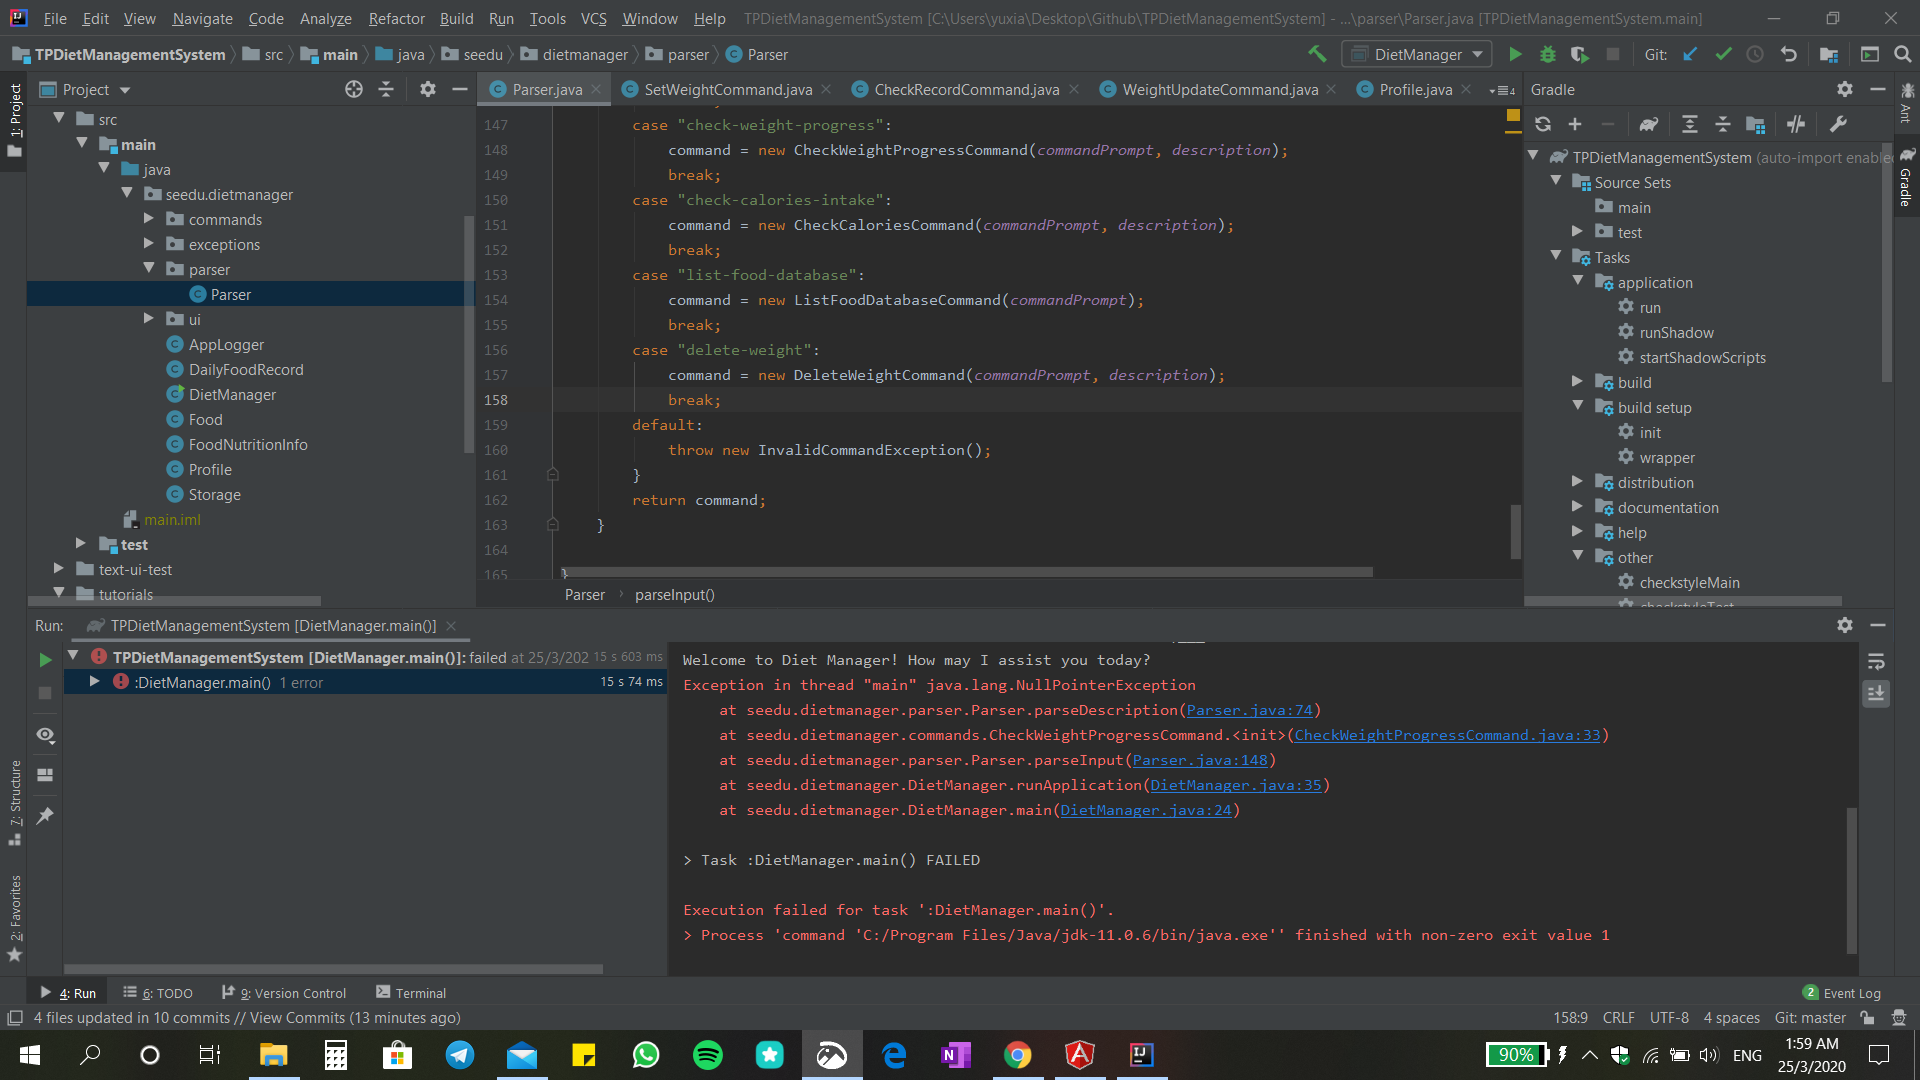 File Edit View Navigate Code Analyze Refactor Build Run Tools VCS Window Help TPDietManagementSystem [C:\Users\yuxia\Desktop\Github\TPDietManagementSystem] - ...\parser\Parser.java [TPDietManagementSystem.main]
TPDietManagementSystem src main java seedu dietmanager parser Parser DietManager Git:
Project
Parser.java SetWeightCommand.java CheckRecordCommand.java WeightUpdateCommand.java Profile.java 4
Gradle
1: Project
7: Structure
2: Favorites
src
main
java
seedu.dietmanager
commands
exceptions
parser
Parser
ui
AppLogger
DailyFoodRecord
DietManager
Food
FoodNutritionInfo
Profile
Storage
main.iml
test
text-ui-test
tutorials
147 case "check-weight-progress":
148 command = new CheckWeightProgressCommand(commandPrompt, description);
149 break;
150 case "check-calories-intake":
151 command = new CheckCaloriesCommand(commandPrompt, description);
152 break;
153 case "list-food-database":
154 command = new ListFoodDatabaseCommand(commandPrompt);
155 break;
156 case "delete-weight":
157 command = new DeleteWeightCommand(commandPrompt, description);
158 break;
159 default:
160 throw new InvalidCommandException();
161 }
162 return command;
163 }
164
165 }
Parser › parseInput()
TPDietManagementSystem (auto-import enabled
Source Sets
main
test
Tasks
application
run
runShadow
startShadowScripts
build
build setup
init
wrapper
distribution
documentation
help
other
checkstyleMain
checkstyleTest
Ant
Gradle
Run: TPDietManagementSystem [DietManager.main()]
TPDietManagementSystem [DietManager.main()]: failed at 25/3/202 15 s 603 ms
:DietManager.main() 1 error 15 s 74 ms
Welcome to Diet Manager! How may I assist you today?
Exception in thread "main" java.lang.NullPointerException
at seedu.dietmanager.parser.Parser.parseDescription(Parser.java:74)
at seedu.dietmanager.commands.CheckWeightProgressCommand.<init>(CheckWeightProgressCommand.java:33)
at seedu.dietmanager.parser.Parser.parseInput(Parser.java:148)
at seedu.dietmanager.DietManager.runApplication(DietManager.java:35)
at seedu.dietmanager.DietManager.main(DietManager.java:24)
> Task :DietManager.main() FAILED
Execution failed for task ':DietManager.main()'.
> Process 'command 'C:/Program Files/Java/jdk-11.0.6/bin/java.exe'' finished with non-zero exit value 1
4: Run 6: TODO 9: Version Control Terminal 2 Event Log
4 files updated in 10 commits // View Commits (13 minutes ago) 158:9 CRLF UTF-8 4 spaces Git: master
90% ENG 1:59 AM
25/3/2020